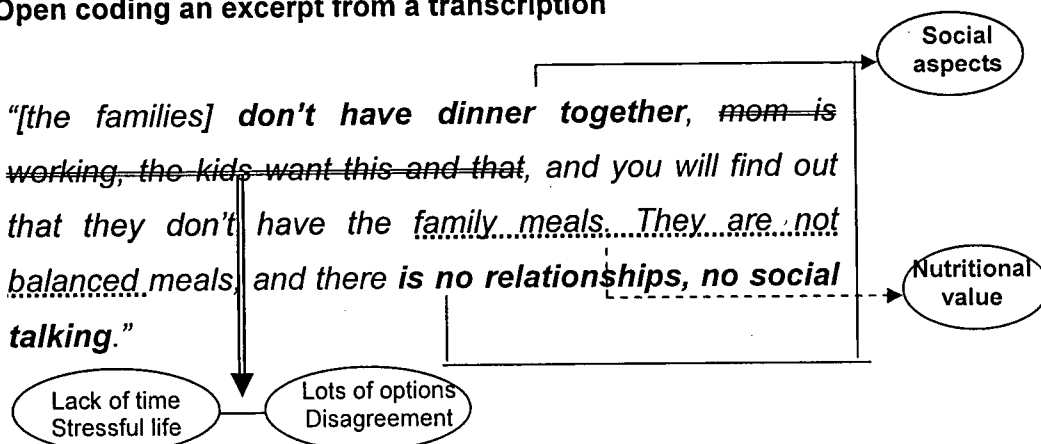 Open coding an excerpt from a transcription
Social
aspects
“[the families] don't have dinner together, mom is
working, the kids want this and that, and you will find out
that they don't have the family meals. They are not
balanced meals, and there is no relationships, no social
talking.”
Nutritional
value
Lack of time
Stressful life
Lots of options
Disagreement